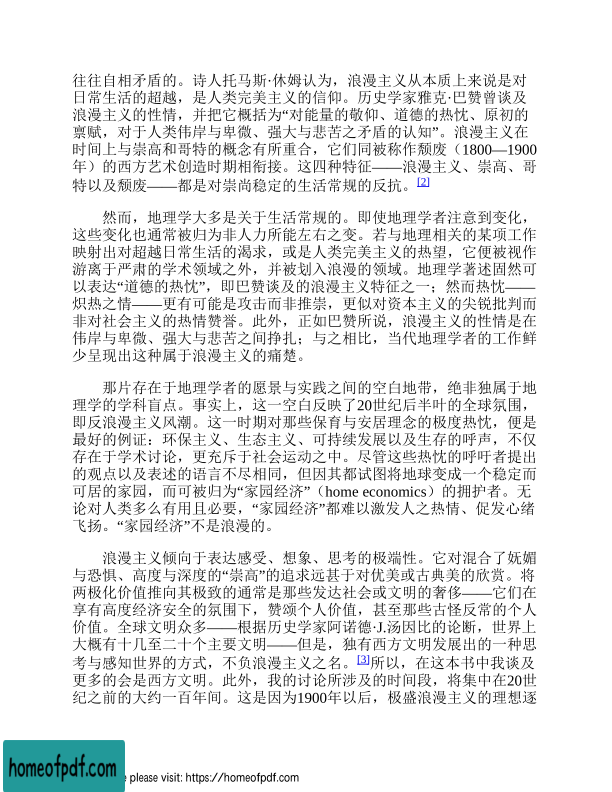 往往自相矛盾的。诗人托马斯·休姆认为，浪漫主义从本质上来说是对
日常生活的超越，是人类完美主义的信仰。历史学家雅克·巴赞曾谈及
浪漫主义的性情，并把它概括为“对能量的敬仰、道德的热忱、原初的
禀赋，对于人类伟岸与卑微、强大与悲苦之矛盾的认知”。浪漫主义在
时间上与崇高和哥特的概念有所重合，它们同被称作颓废（1800—1900
年）的西方艺术创造时期相衔接。这四种特征——浪漫主义、崇高、哥
特以及颓废——都是对崇尚稳定的生活常规的反抗。[2]
然而，地理学大多是关于生活常规的。即使地理学者注意到变化，
这些变化也通常被归为非人力所能左右之变。若与地理相关的某项工作
映射出对超越日常生活的渴求，或是人类完美主义的热望，它便被视作
游离于严肃的学术领域之外，并被划入浪漫的领域。地理学著述固然可
以表达“道德的热忱”，即巴赞谈及的浪漫主义特征之一；然而热忱——
炽热之情——更有可能是攻击而非推崇，更似对资本主义的尖锐批判而
非对社会主义的热情赞誉。此外，正如巴赞所说，浪漫主义的性情是在
伟岸与卑微、强大与悲苦之间挣扎；与之相比，当代地理学者的工作鲜
少呈现出这种属于浪漫主义的痛楚。
那片存在于地理学者的愿景与实践之间的空白地带，绝非独属于地
理学的学科盲点。事实上，这一空白反映了20世纪后半叶的全球氛围，
即反浪漫主义风潮。这一时期对那些保育与安居理念的极度热忱，便是
最好的例证：环保主义、生态主义、可持续发展以及生存的呼声，不仅
存在于学术讨论，更充斥于社会运动之中。尽管这些热忱的呼吁者提出
的观点以及表述的语言不尽相同，但因其都试图将地球变成一个稳定而
可居的家园，而可被归为“家园经济”（home economics）的拥护者。无
论对人类多么有用且必要，“家园经济”都难以激发人之热情、促发心绪
飞扬。“家园经济”不是浪漫的。
浪漫主义倾向于表达感受、想象、思考的极端性。它对混合了妩媚
与恐惧、高度与深度的“崇高”的追求远甚于对优美或古典美的欣赏。将
两极化价值推向其极致的通常是那些发达社会或文明的奢侈——它们在
享有高度经济安全的氛围下，赞颂个人价值，甚至那些古怪反常的个人
价值。全球文明众多——根据历史学家阿诺德·J.汤因比的论断，世界上
大概有十几至二十个主要文明——但是，独有西方文明发展出的一种思
考与感知世界的方式，不负浪漫主义之名。[3]所以，在这本书中我谈及
更多的会是西方文明。此外，我的讨论所涉及的时间段，将集中在20世
纪之前的大约一百年间。这是因为1900年以后，极盛浪漫主义的理想逐
homeofpdf.com
e please visit: https://homeofpdf.com